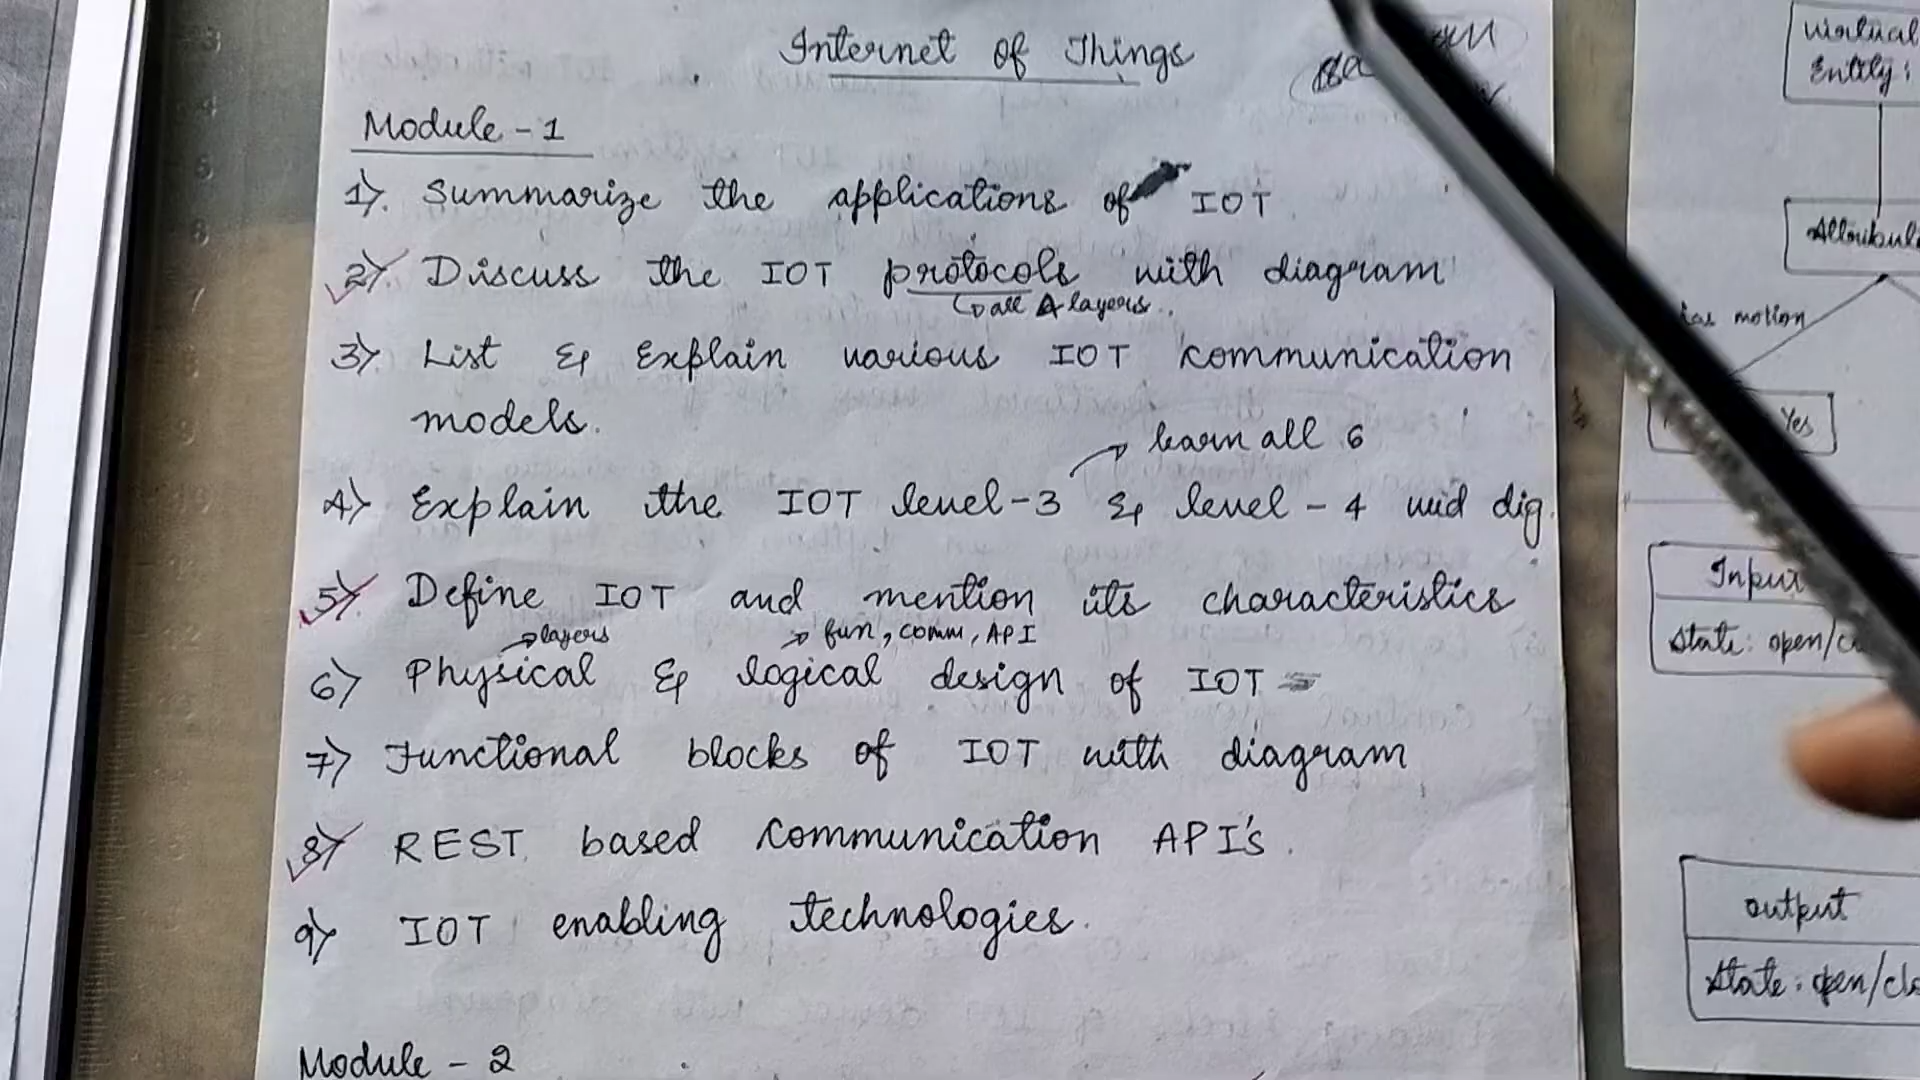 Internet of Things
Module - 1
1). Summarize the applications of IOT
2). Discuss the IOT protocols with diagram
all 4 layers.
3). List & Explain various IOT communication
models.
learn all 6
4) Explain the IOT level-3 & level - 4 wid dig.
5). Define IOT and mention its characteristics
layers
fun, comm, API
6) Physical & logical design of IOT
7) Functional blocks of IOT with diagram
8) REST based communication API's.
9) IOT enabling technologies.
Module - 2
Virtual
Entity:
motion
Yes
Input
State: open/
output
State: open/clo